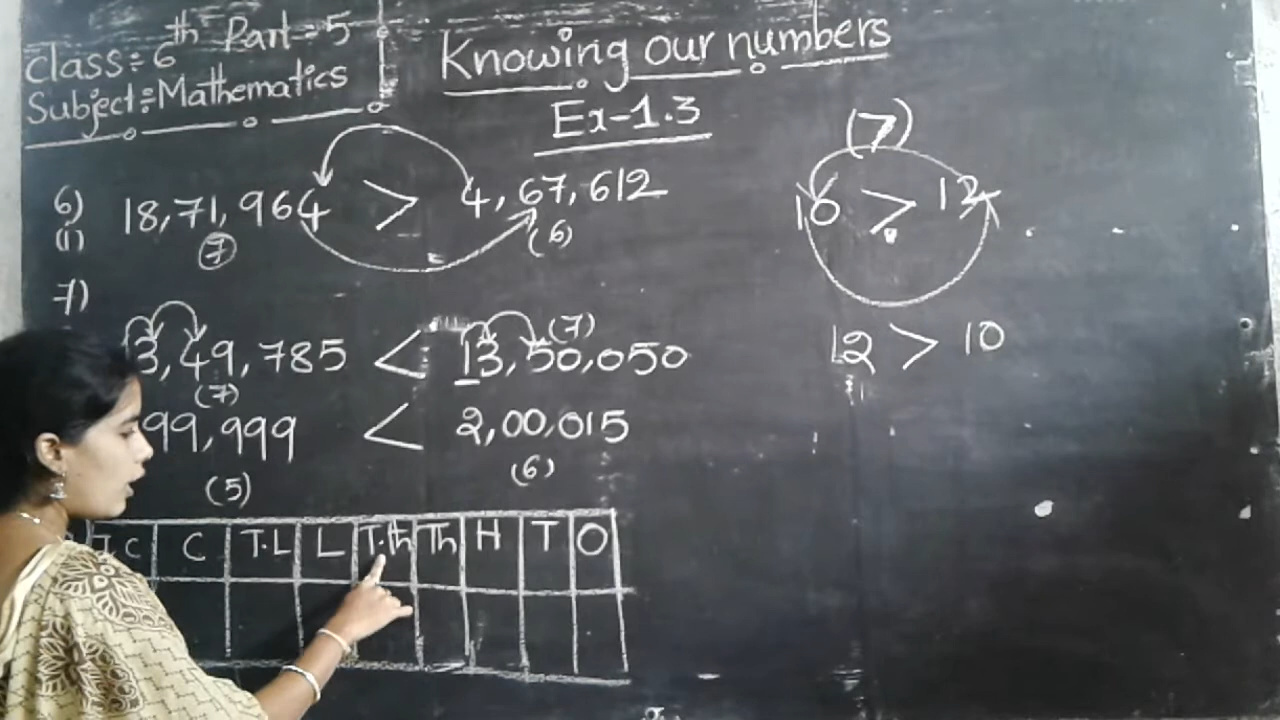 Class:- 6th Part - 5
Subject:- Mathematics
Knowing our numbers
Ex-1.3
6)
(i) 18,71,964 > 4,67,612
(7) (6)
7)
3,49,785 < 13,50,050
(7) (7)
99,999 < 2,00,015
(5) (6)
C C T.L L T.th Th H T O
(>)
16 > 12
12 > 10